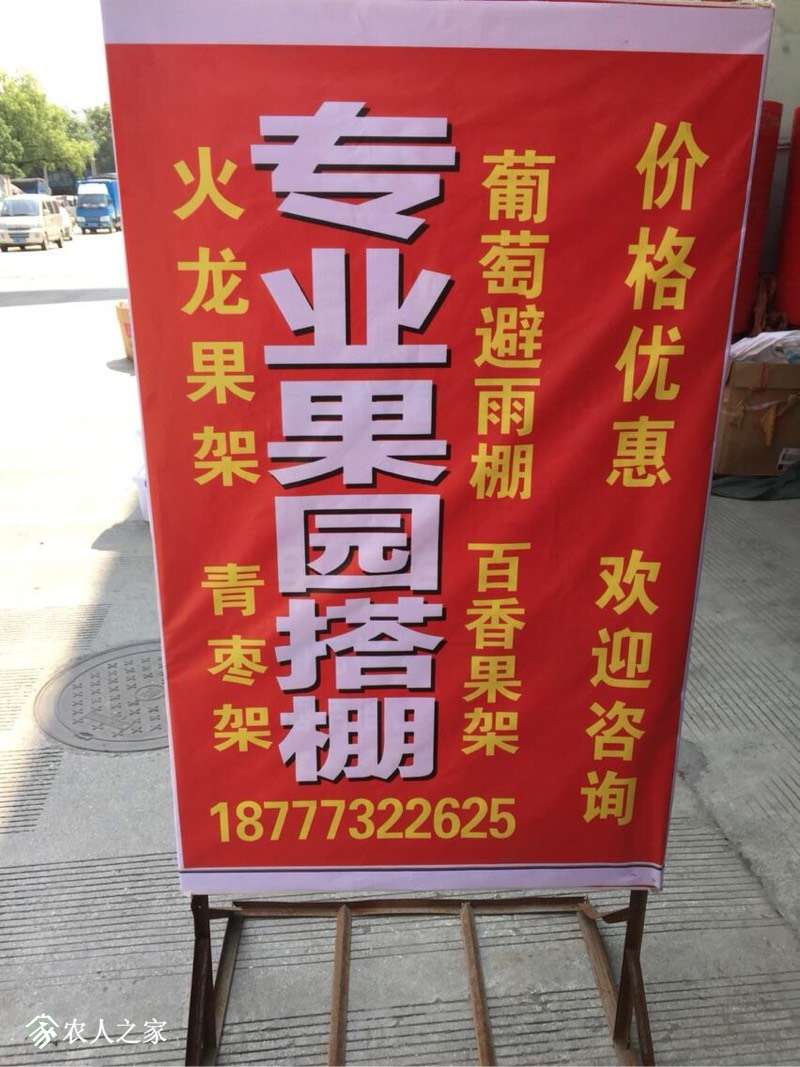 火龙果架 青枣架
专业果园搭棚
葡萄避雨棚 百香果架
价格优惠 欢迎咨询
18777322625
农人之家